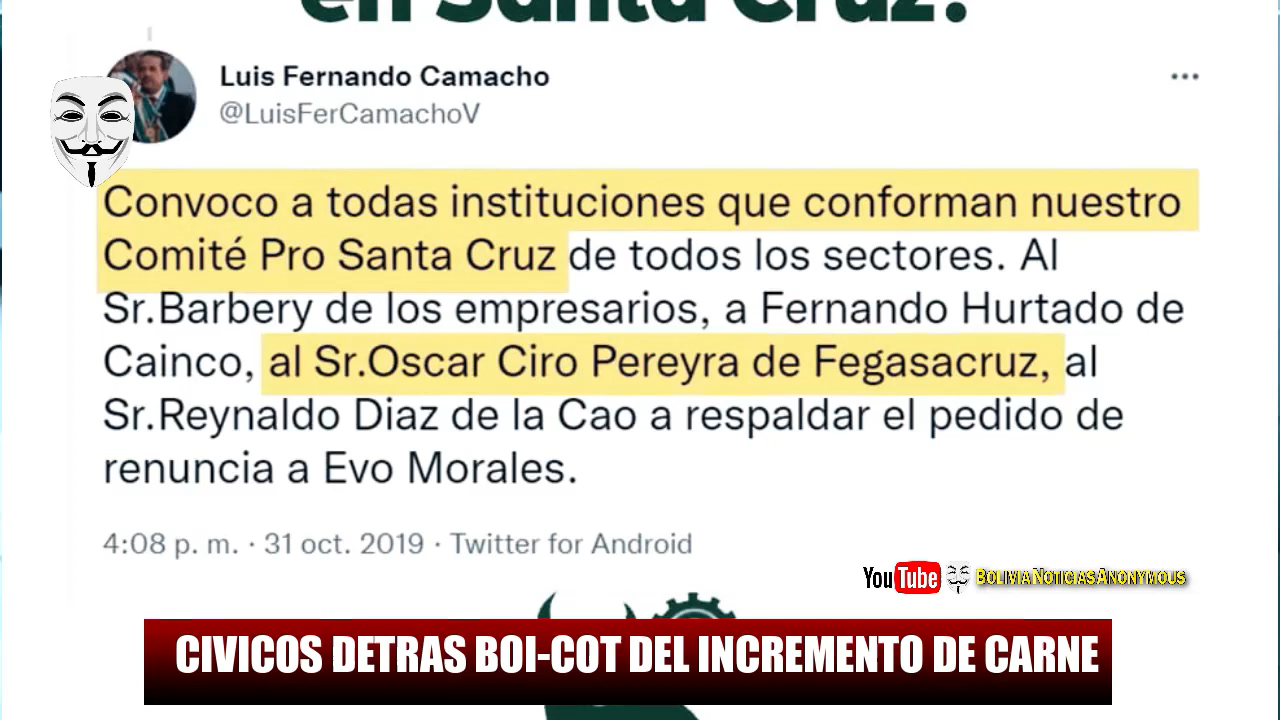 en Santa Cruz?
Luis Fernando Camacho
@LuisFerCamachoV
Convoco a todas instituciones que conforman nuestro
Comité Pro Santa Cruz de todos los sectores. Al
Sr.Barbery de los empresarios, a Fernando Hurtado de
Cainco, al Sr.Oscar Ciro Pereyra de Fegasacruz, al
Sr.Reynaldo Diaz de la Cao a respaldar el pedido de
renuncia a Evo Morales.
4:08 p. m. · 31 oct. 2019 · Twitter for Android
YouTube BOLIVIANOTICIASANONYMOUS
CIVICOS DETRAS BOI-COT DEL INCREMENTO DE CARNE